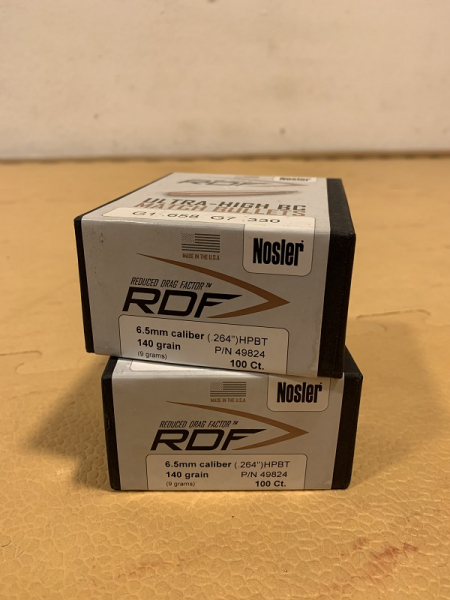 RDF
Nosler
ULTRA-HIGH BC
MATCH BULLETS
G1 .658 G7 .330
MADE IN THE U.S.A
Nosler®
REDUCED DRAG FACTOR™
RDF
6.5mm caliber (.264")HPBT
140 grain P/N 49824
(9 grams) 100 Ct.
MADE IN THE U.S.A
Nosler®
REDUCED DRAG FACTOR™
RDF
6.5mm caliber (.264")HPBT
140 grain P/N 49824
(9 grams) 100 Ct.